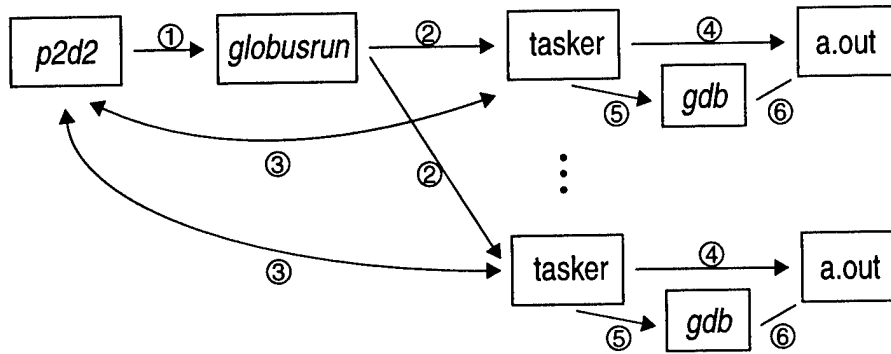 p2d2 ① globusrun ② tasker ④ a.out
⑤ gdb ⑥
③ ②
tasker ④ a.out
③
⑤ gdb ⑥